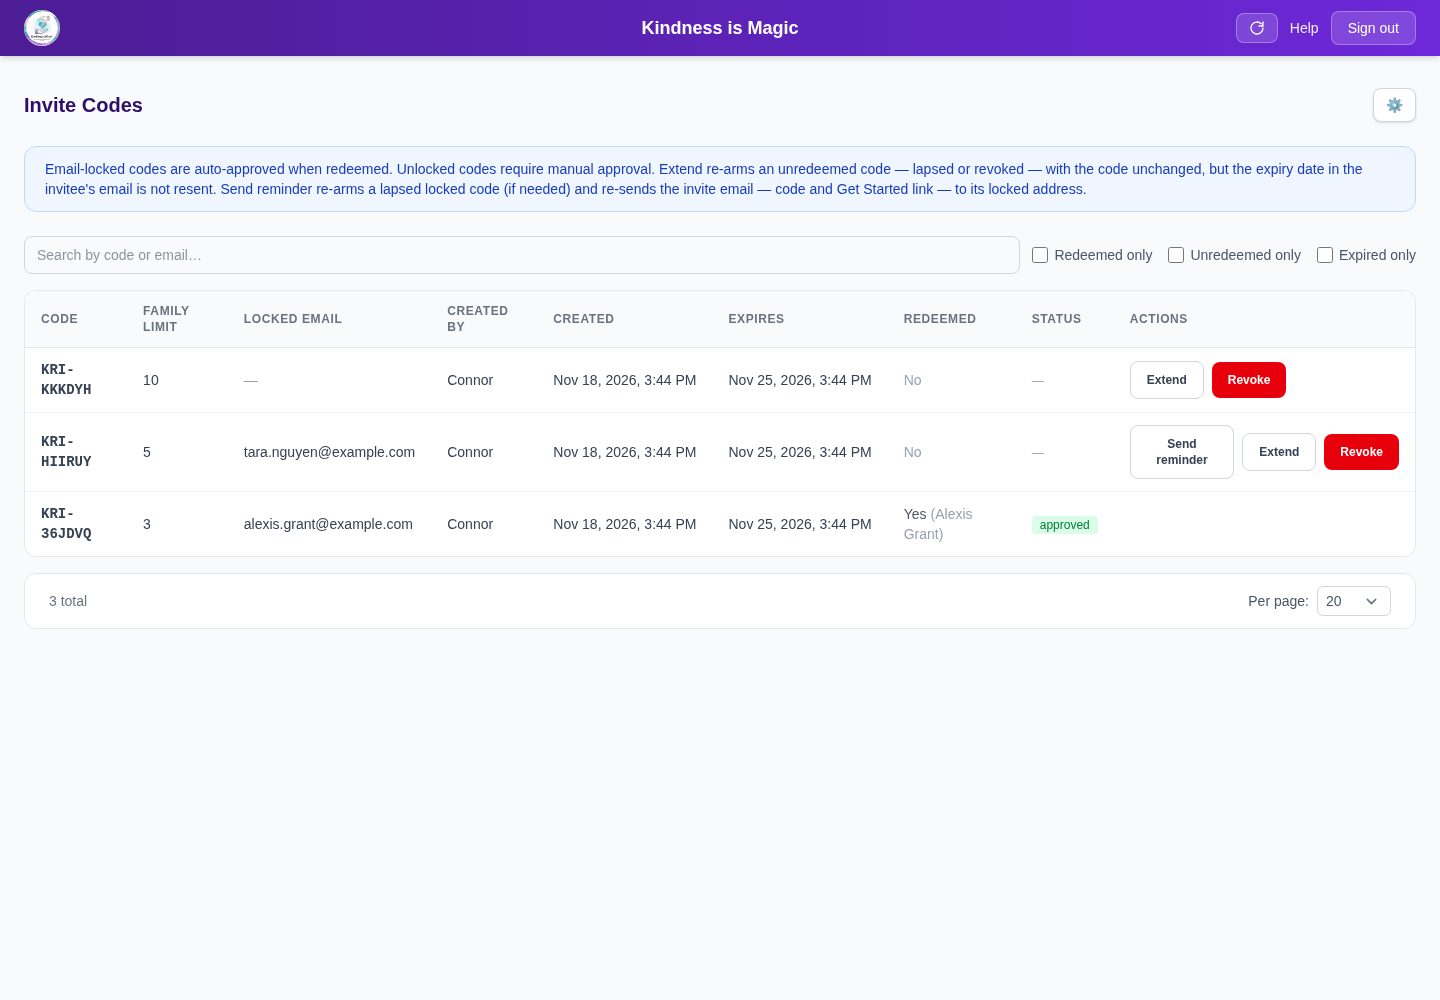 Kindness is Magic
Help
Sign out
Invite Codes
Email-locked codes are auto-approved when redeemed. Unlocked codes require manual approval. Extend re-arms an unredeemed code — lapsed or revoked — with the code unchanged, but the expiry date in the
invitee's email is not resent. Send reminder re-arms a lapsed locked code (if needed) and re-sends the invite email — code and Get Started link — to its locked address.
Search by code or email…
Redeemed only
Unredeemed only
Expired only
CODE FAMILY LIMIT LOCKED EMAIL CREATED BY CREATED EXPIRES REDEEMED STATUS ACTIONS
KRI-KKKDYH 10 — Connor Nov 18, 2026, 3:44 PM Nov 25, 2026, 3:44 PM No — Extend Revoke
KRI-HIIRUY 5 tara.nguyen@example.com Connor Nov 18, 2026, 3:44 PM Nov 25, 2026, 3:44 PM No — Send reminder Extend Revoke
KRI-36JDVQ 3 alexis.grant@example.com Connor Nov 18, 2026, 3:44 PM Nov 25, 2026, 3:44 PM Yes (Alexis Grant) approved
3 total
Per page: 20